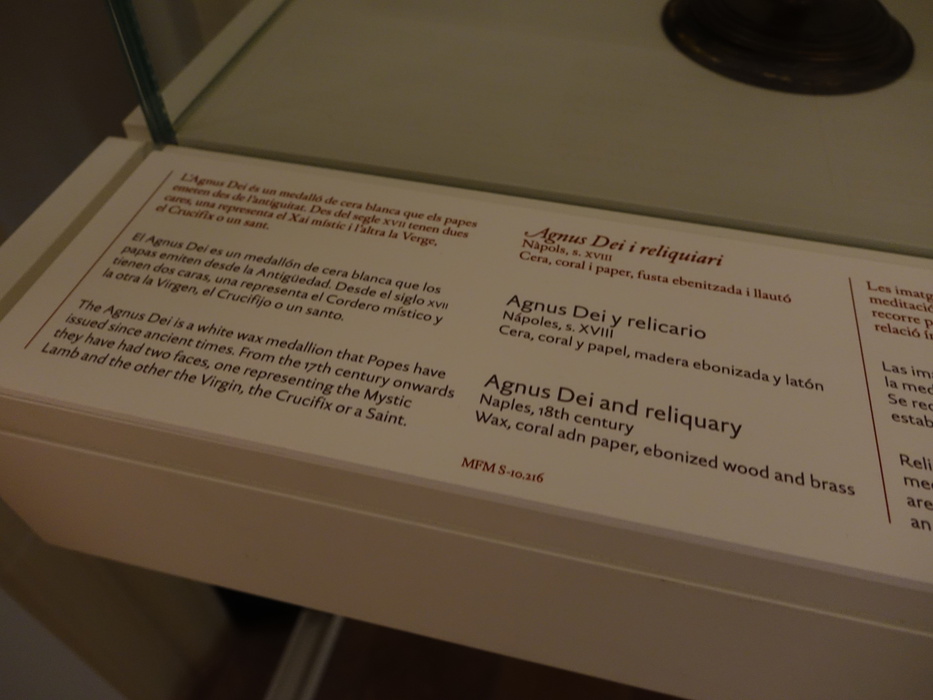 L'Agnus Dei és un medalló de cera blanca que els papes
emeten des de l'antiguitat. Des del segle XVII tenen dues
cares, una representa el Xai místic i l'altra la Verge,
el Crucifix o un sant.
El Agnus Dei es un medallón de cera blanca que los
papas emiten desde la Antigüedad. Desde el siglo XVII
tienen dos caras, una representa el Cordero místico y
la otra la Virgen, el Crucifijo o un santo.
The Agnus Dei is a white wax medallion that Popes have
issued since ancient times. From the 17th century onwards
they have had two faces, one representing the Mystic
Lamb and the other the Virgin, the Crucifix or a Saint.
Agnus Dei i reliquiari
Nàpols, s. XVIII
Cera, coral i paper, fusta ebenitzada i llautó
Agnus Dei y relicario
Nápoles, s. XVIII
Cera, coral y papel, madera ebonizada y latón
Agnus Dei and reliquary
Naples, 18th century
Wax, coral adn paper, ebonized wood and brass
MFM S-10.216
Les imatg
meditació
recorre p
relació ín
Las im
la med
Se rec
estab
Reli
med
are
an